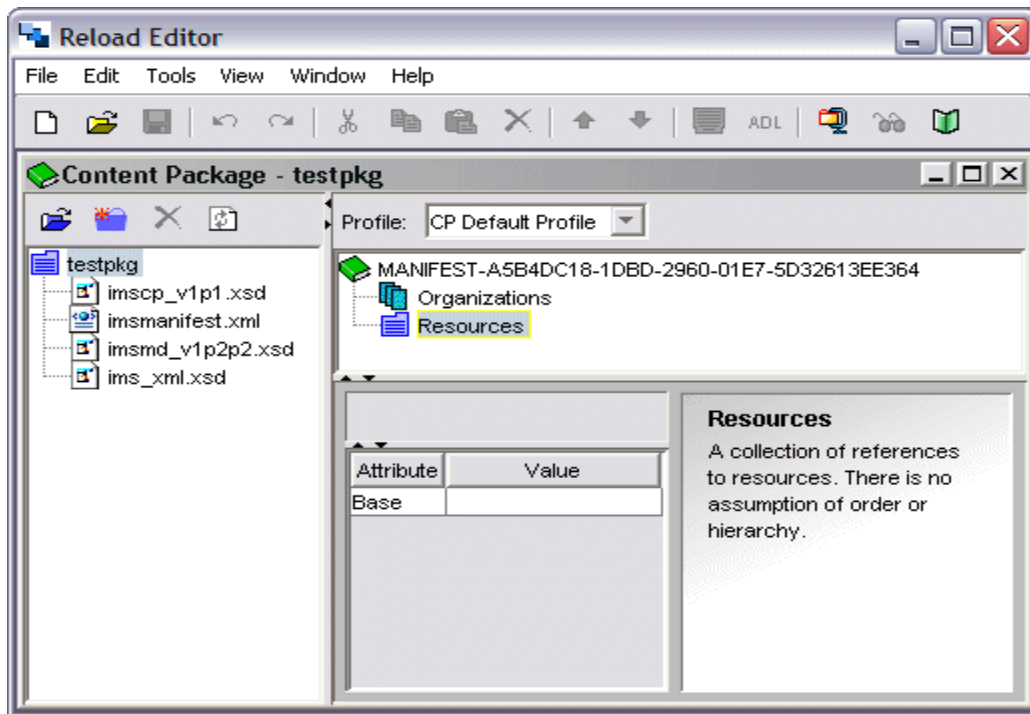 Reload Editor
File Edit Tools View Window Help
ADL
Content Package - testpkg
Profile: CP Default Profile
testpkg
imscp_v1p1.xsd
imsmanifest.xml
imsmd_v1p2p2.xsd
ims_xml.xsd
MANIFEST-A5B4DC18-1DBD-2960-01E7-5D32613EE364
Organizations
Resources
Attribute Value
Base
Resources
A collection of references
to resources. There is no
assumption of order or
hierarchy.